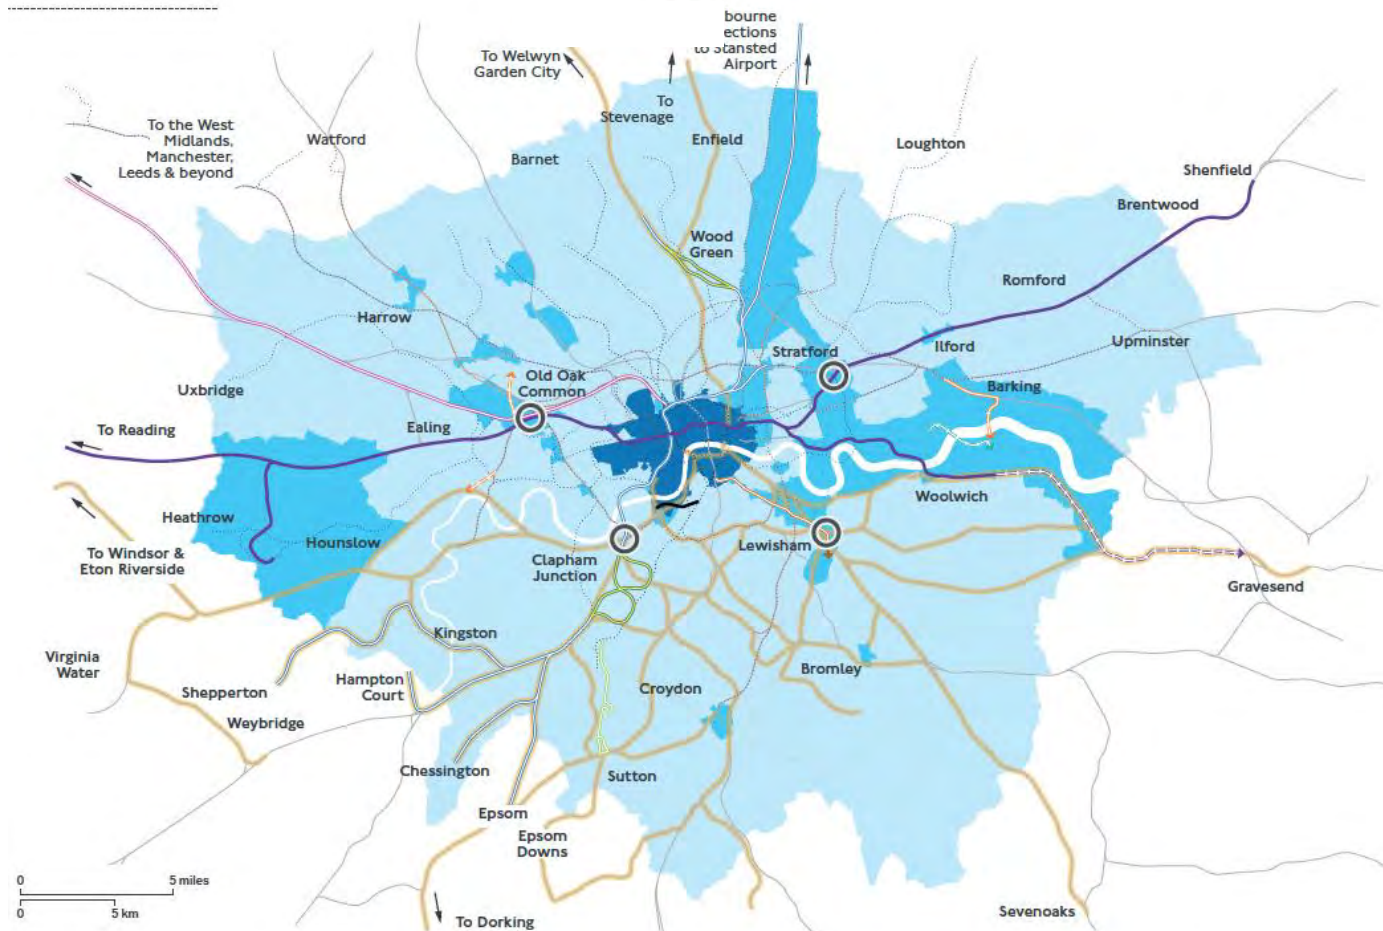 bourne
ections
to Stansted
Airport
To Welwyn
Garden City
To
Stevenage
Enfield
Loughton
To the West
Midlands,
Manchester,
Leeds & beyond
Watford
Barnet
Shenfield
Brentwood
Wood
Green
Romford
Harrow
Stratford
Ilford
Upminster
Uxbridge
Old Oak
Common
Barking
To Reading
Ealing
Woolwich
Heathrow
Hounslow
Lewisham
To Windsor &
Eton Riverside
Clapham
Junction
Gravesend
Kingston
Virginia
Water
Shepperton
Hampton
Court
Bromley
Croydon
Weybridge
Chessington
Sutton
Epsom
Epsom
Downs
0
5 miles
0
5 km
To Dorking
Sevenoaks